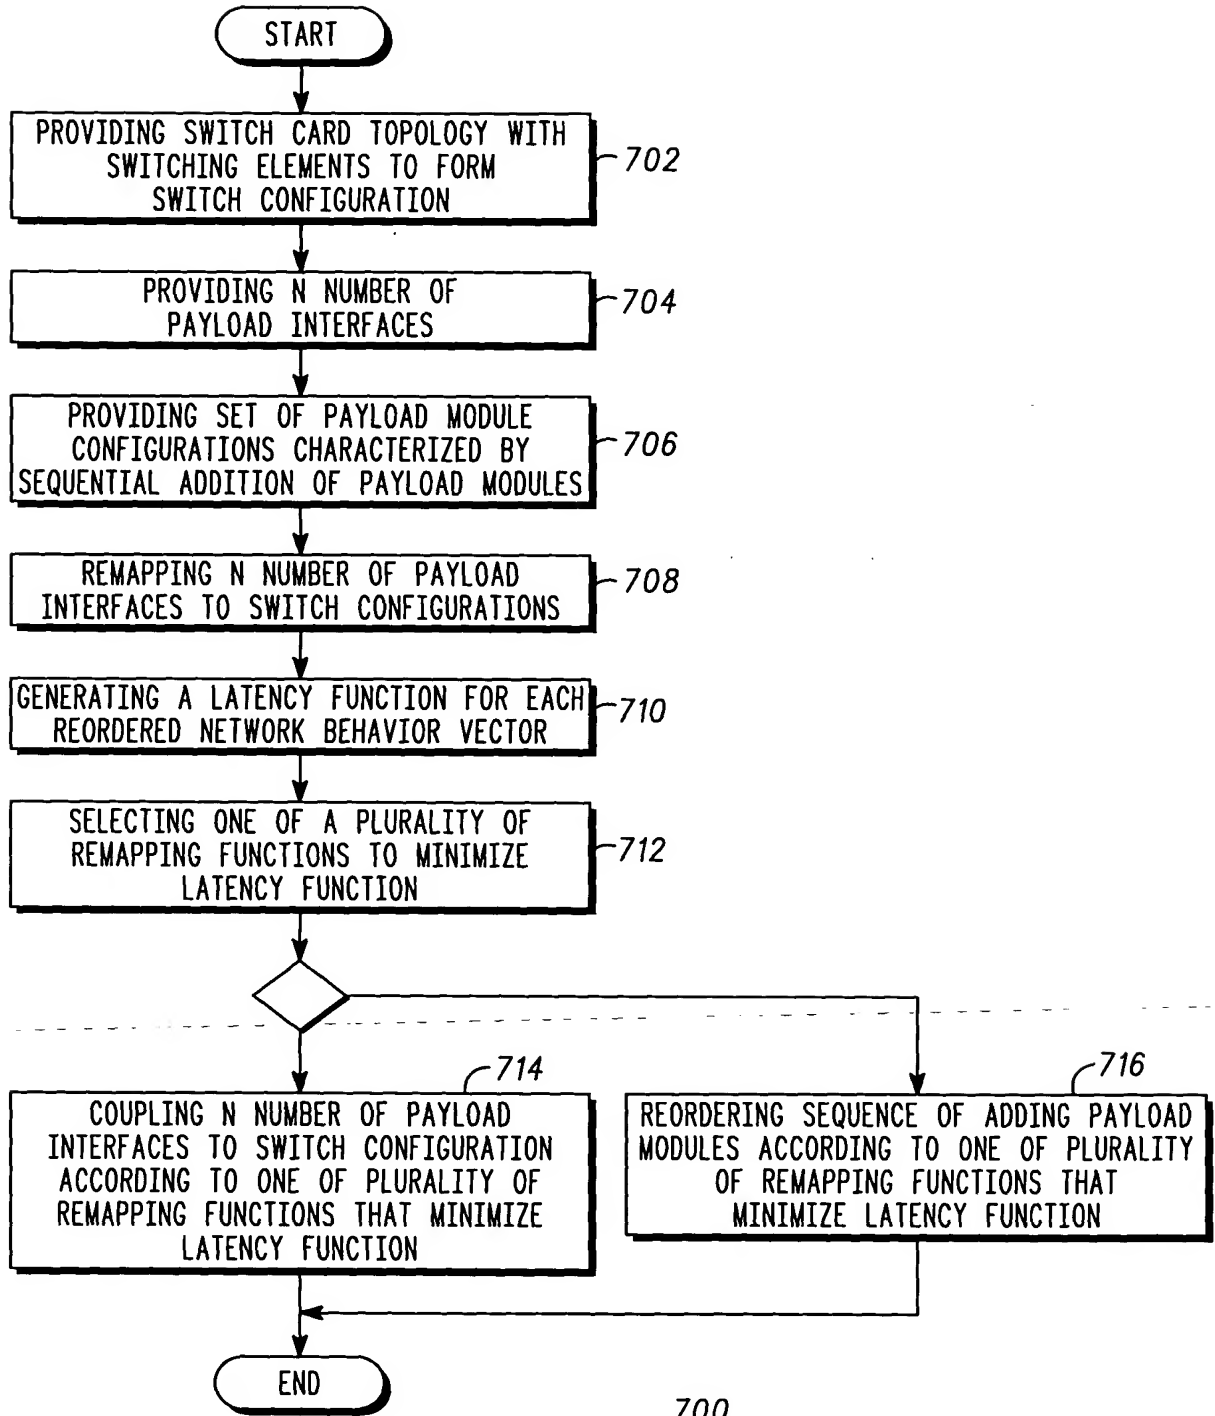 START
PROVIDING SWITCH CARD TOPOLOGY WITH
SWITCHING ELEMENTS TO FORM
SWITCH CONFIGURATION
702
PROVIDING N NUMBER OF
PAYLOAD INTERFACES
704
PROVIDING SET OF PAYLOAD MODULE
CONFIGURATIONS CHARACTERIZED BY
SEQUENTIAL ADDITION OF PAYLOAD MODULES
706
REMAPPING N NUMBER OF PAYLOAD
INTERFACES TO SWITCH CONFIGURATIONS
708
GENERATING A LATENCY FUNCTION FOR EACH
REORDERED NETWORK BEHAVIOR VECTOR
710
SELECTING ONE OF A PLURALITY OF
REMAPPING FUNCTIONS TO MINIMIZE
LATENCY FUNCTION
712
714
COUPLING N NUMBER OF PAYLOAD
INTERFACES TO SWITCH CONFIGURATION
ACCORDING TO ONE OF PLURALITY OF
REMAPPING FUNCTIONS THAT MINIMIZE
LATENCY FUNCTION
716
REORDERING SEQUENCE OF ADDING PAYLOAD
MODULES ACCORDING TO ONE OF PLURALITY
OF REMAPPING FUNCTIONS THAT
MINIMIZE LATENCY FUNCTION
END
700